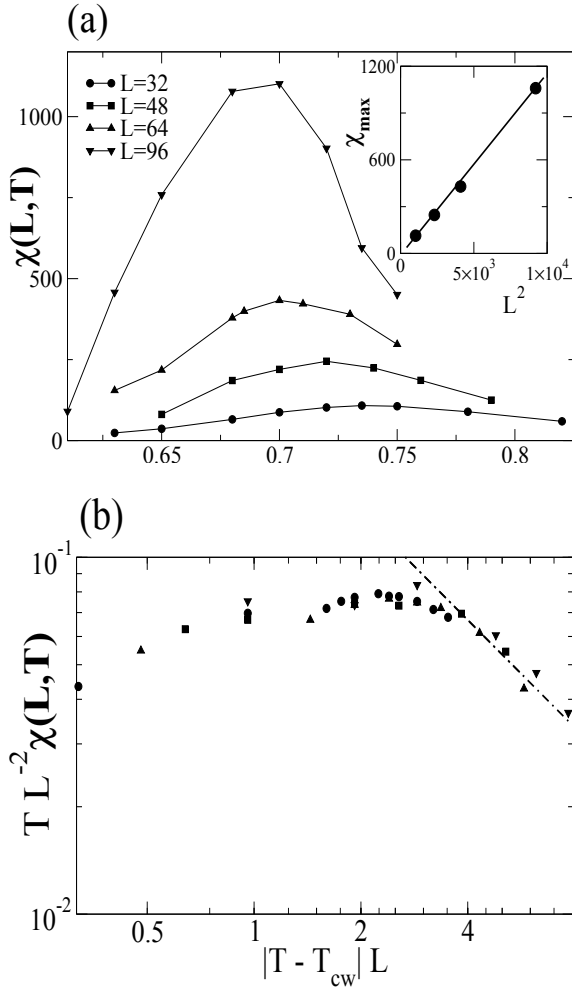 (a)
L=32
L=48
L=64
L=96
1000
500
0
χ(L,T)
0.65
0.7
0.75
0.8
1200
600
0
χmax
0
5×10³
1×10⁴
L²
(b)
10⁻¹
10⁻²
T L⁻² χ(L,T)
0.5
1
2
4
|T - Tcw| L